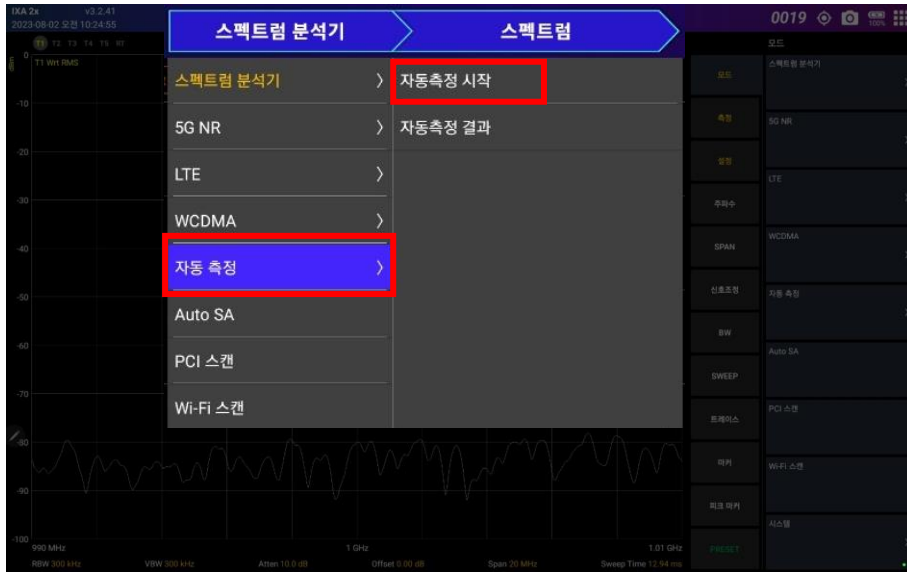 IXA 2x v3.2.41
2023-08-02 오전 10:24:55
0019
100%
T1 T2 T3 T4 T5 RT
T1 Wrt RMS
스펙트럼 분석기
스펙트럼
스펙트럼 분석기
5G NR
LTE
WCDMA
자동 측정
Auto SA
PCI 스캔
Wi-Fi 스캔
자동측정 시작
자동측정 결과
0
-10
-20
-30
-40
-50
-60
-70
-80
-90
-100
990 MHz 1 GHz 1.01 GHz
RBW 300 kHz VBW 300 kHz Atten 10.0 dB Offset 0.00 dB Span 20 MHz Sweep Time 12.94 ms
모드
측정
설정
주파수
SPAN
신호조정
BW
SWEEP
트레이스
마커
피크 마커
PRESET
모드
스펙트럼 분석기
5G NR
LTE
WCDMA
자동 측정
Auto SA
PCI 스캔
Wi-Fi 스캔
시스템